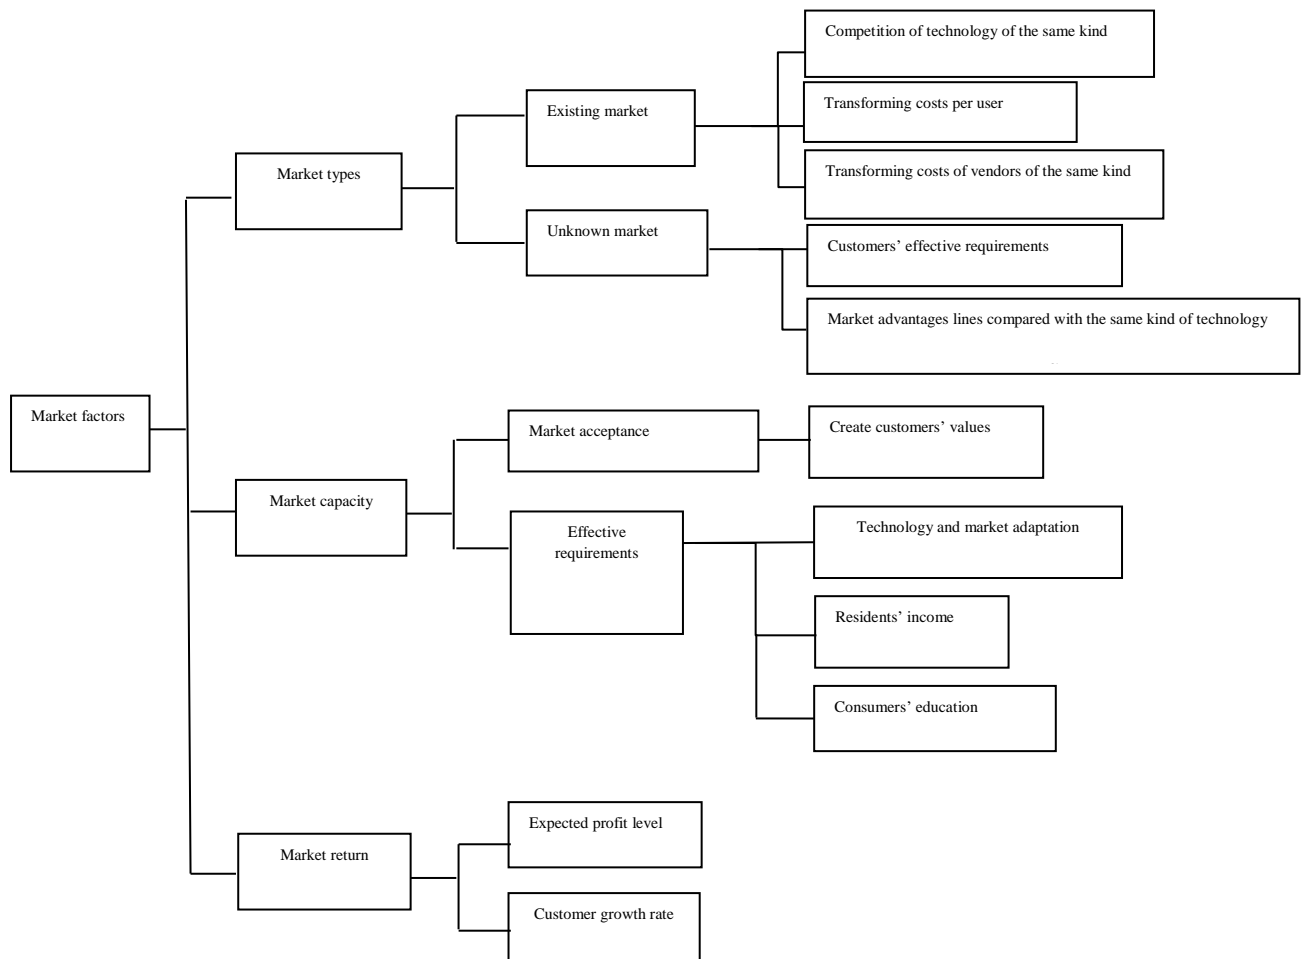 Competition of technology of the same kind
Existing market
Transforming costs per user
Market types
Transforming costs of vendors of the same kind
Unknown market
Customers’ effective requirements
Market advantages lines compared with the same kind of technology
Market factors
Market acceptance
Create customers’ values
Market capacity
Effective
requirements
Technology and market adaptation
Residents’ income
Consumers’ education
Expected profit level
Market return
Customer growth rate